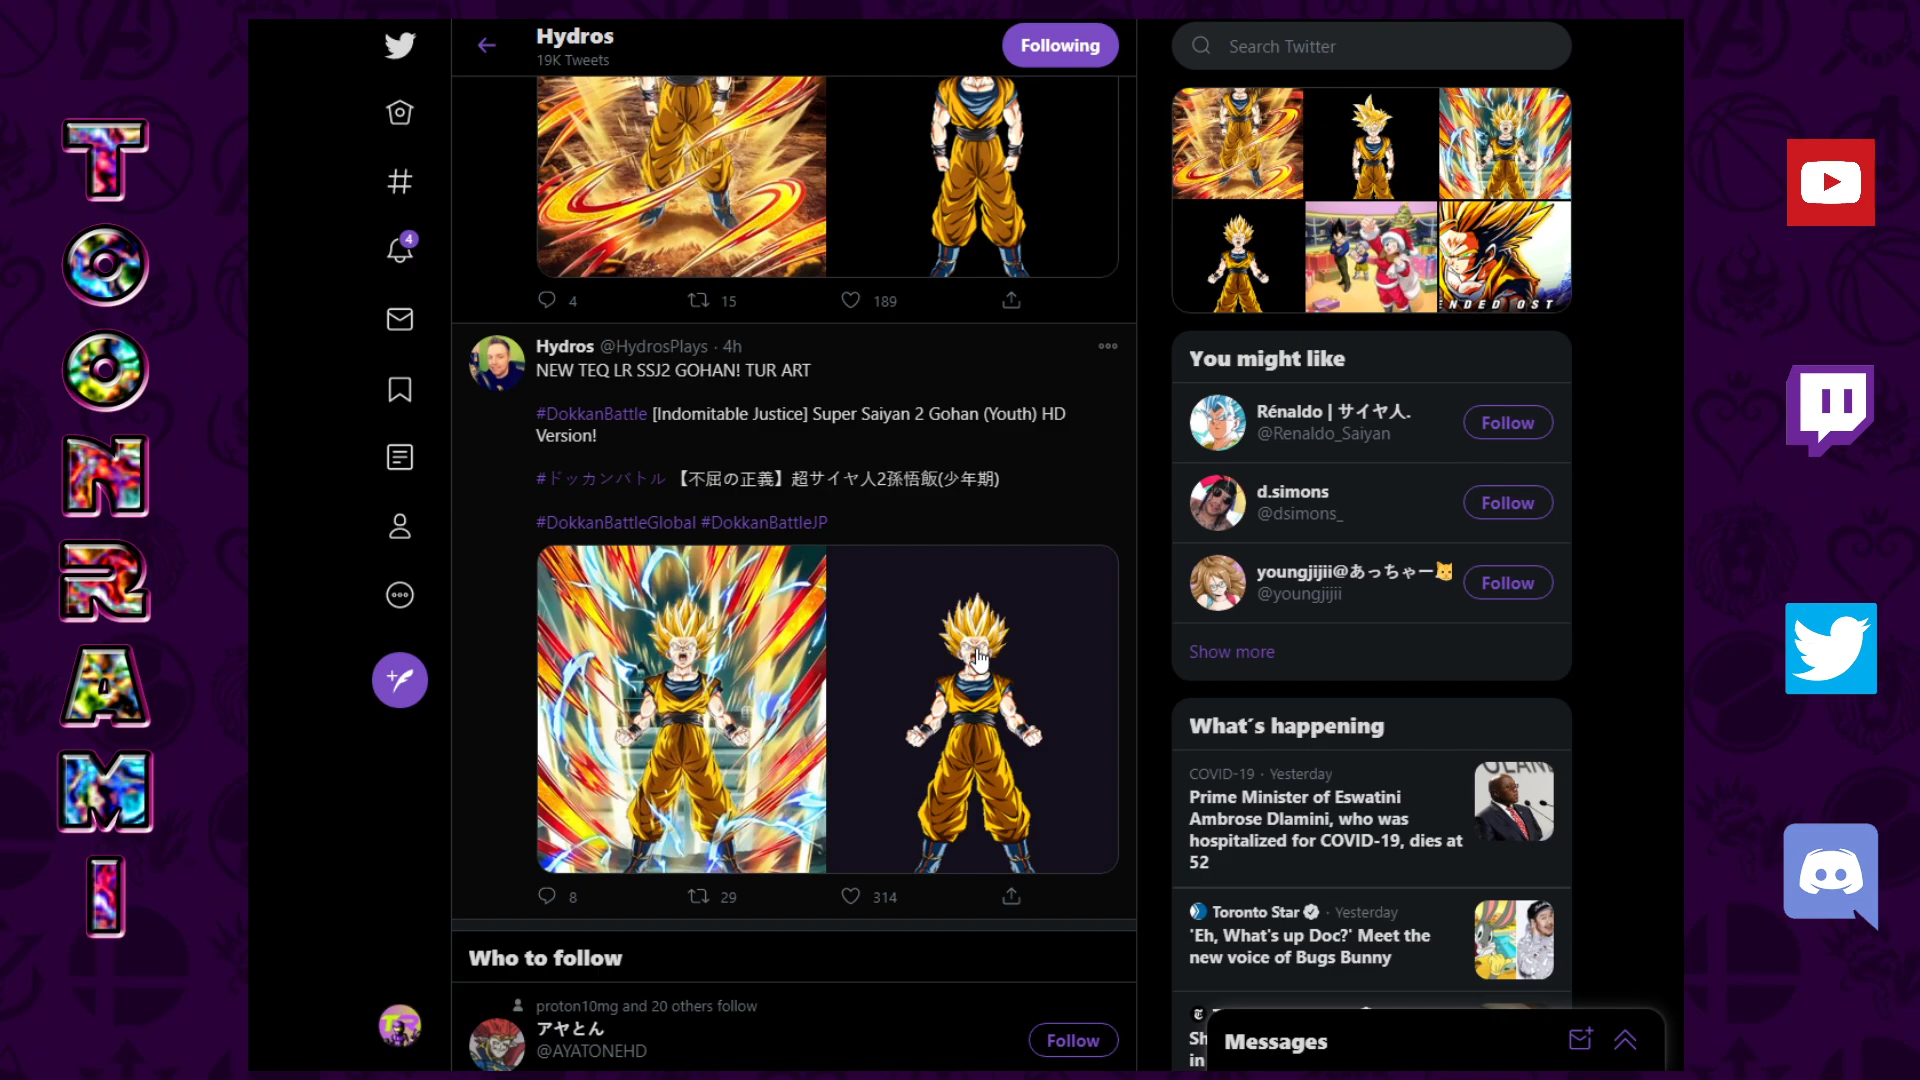 TOONRAMI
Hydros
19K Tweets
Following
Search Twitter
NDED OST
4
4
15
189
Hydros @HydrosPlays · 4h
NEW TEQ LR SSJ2 GOHAN! TUR ART
#DokkanBattle [Indomitable Justice] Super Saiyan 2 Gohan (Youth) HD
Version!
#ドッカンバトル 【不屈の正義】超サイヤ人2孫悟飯(少年期)
#DokkanBattleGlobal #DokkanBattleJP
8
29
314
Who to follow
proton10mg and 20 others follow
アヤとん
@AYATONEHD
Follow
You might like
Rénaldo | サイヤ人.
@Renaldo_Saiyan
Follow
d.simons
@dsimons_
Follow
youngjijii@あっちゃー🐱
@youngjijii
Follow
Show more
What's happening
COVID-19 · Yesterday
Prime Minister of Eswatini
Ambrose Dlamini, who was
hospitalized for COVID-19, dies at
52
Toronto Star · Yesterday
'Eh, What's up Doc?' Meet the
new voice of Bugs Bunny
Sh
in
Messages